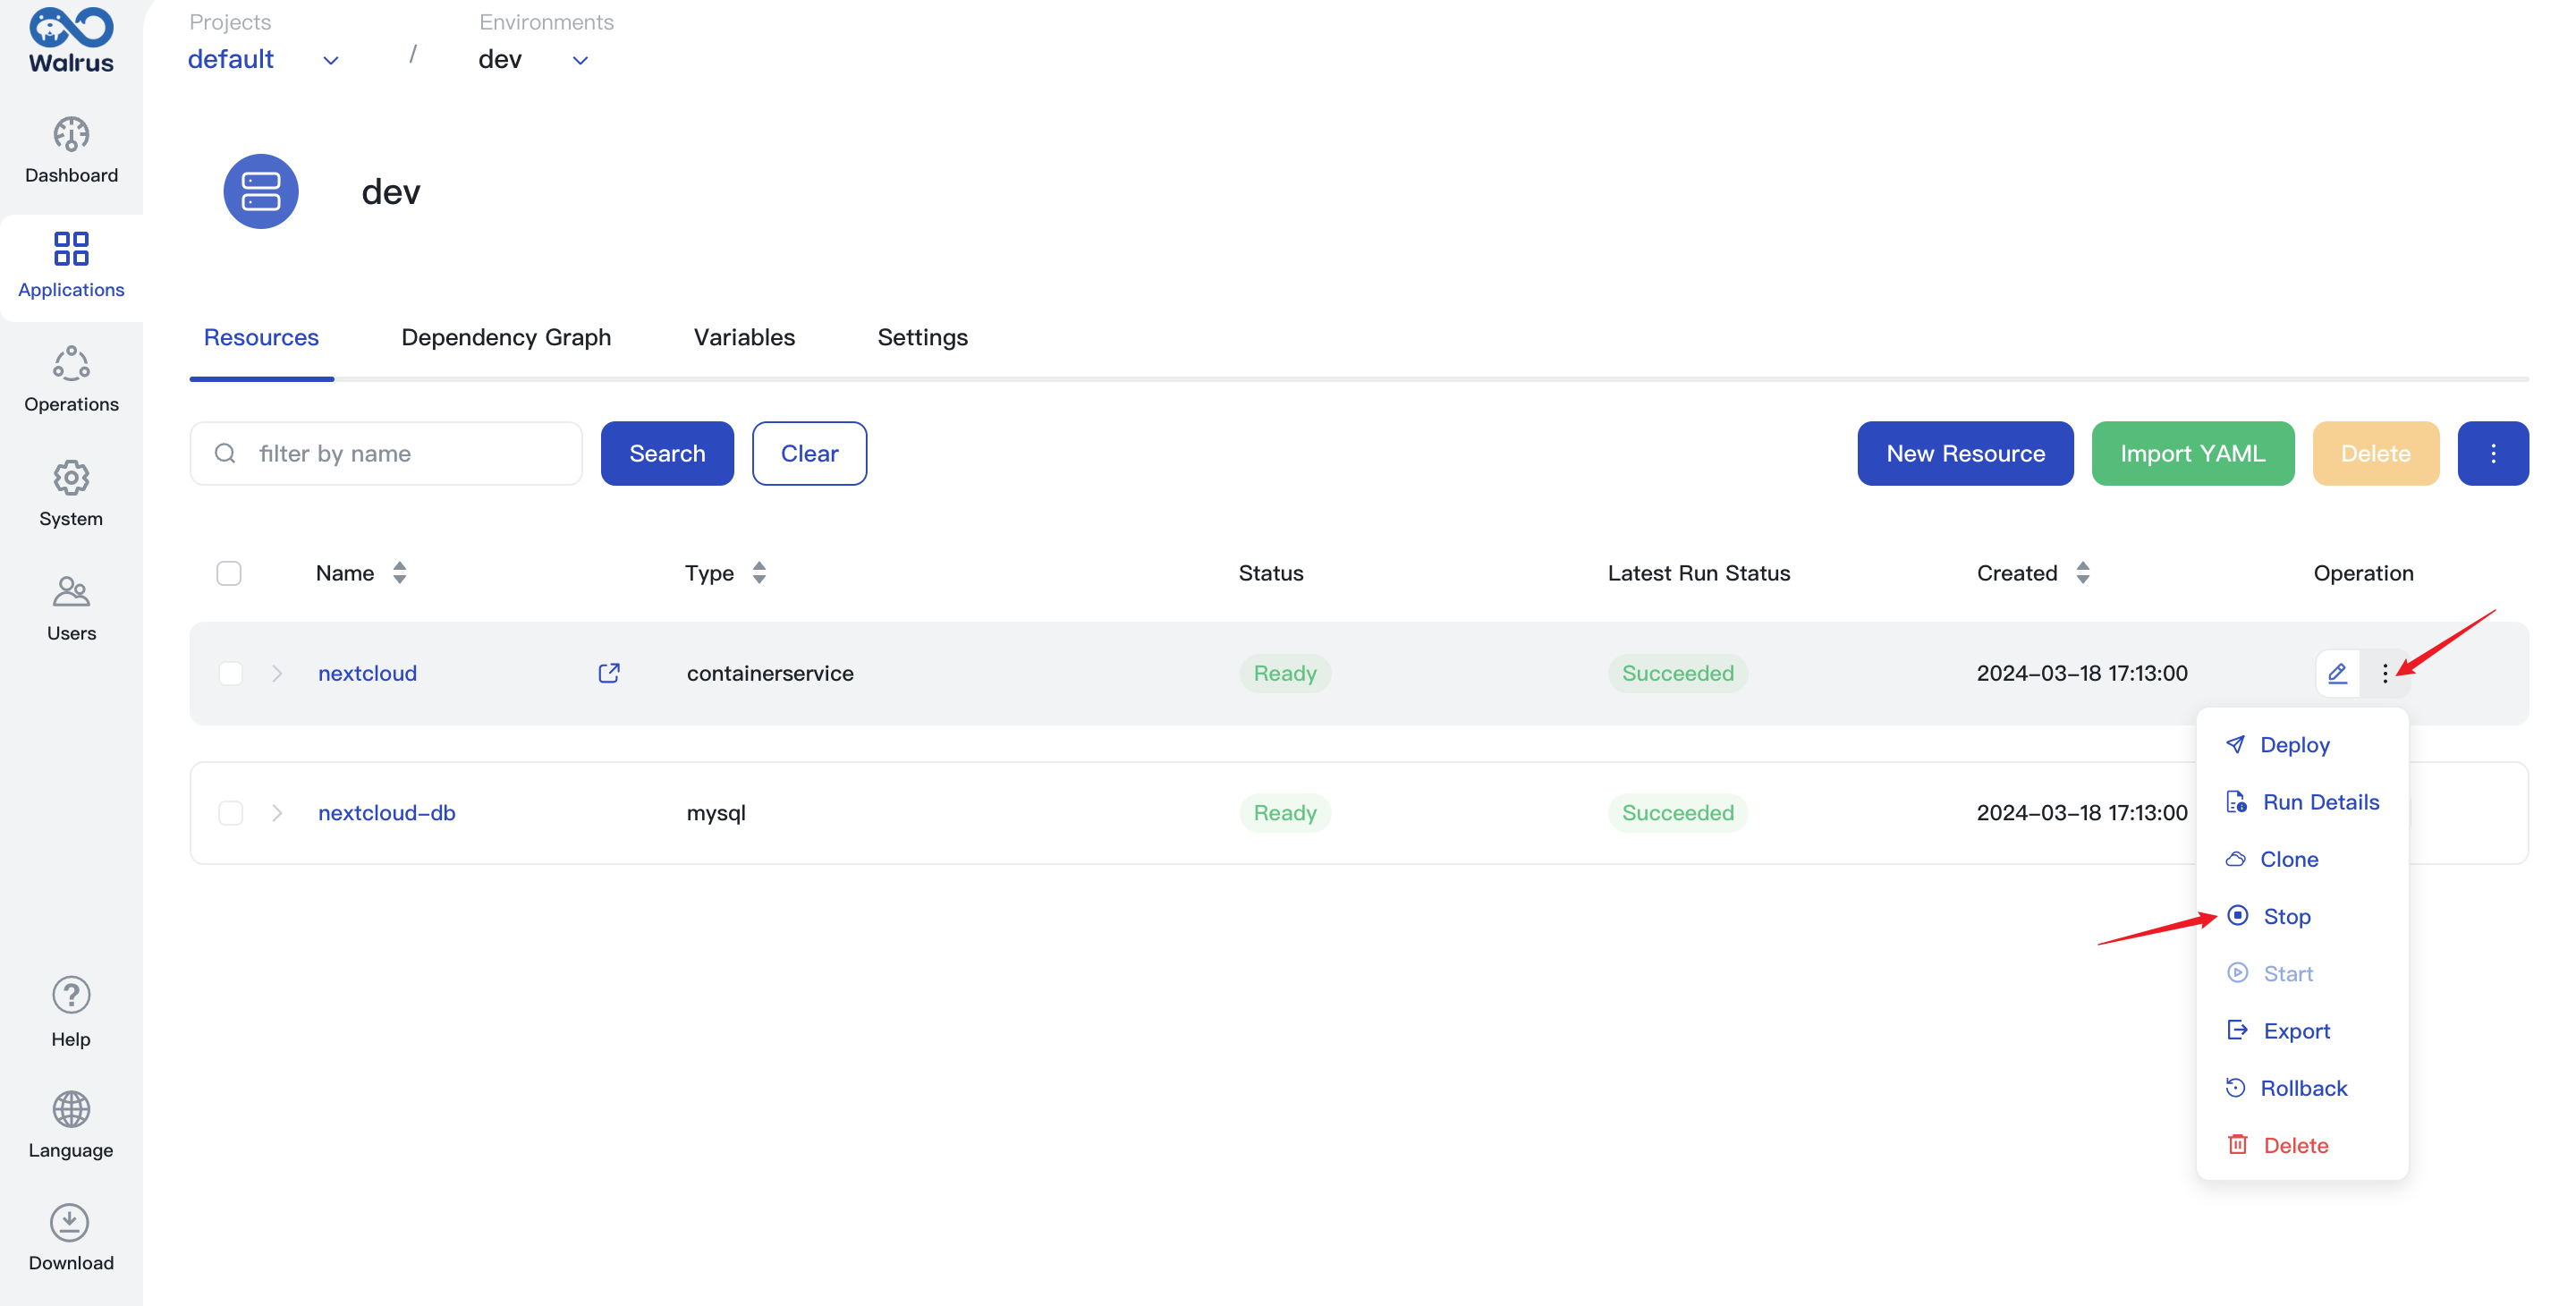 Walrus
Projects
default
/
Environments
dev
Dashboard
Applications
Operations
System
Users
Help
Language
Download
dev
Resources
Dependency Graph
Variables
Settings
filter by name
Search
Clear
New Resource
Import YAML
Delete
Name
Type
Status
Latest Run Status
Created
Operation
nextcloud
containerservice
Ready
Succeeded
2024-03-18 17:13:00
nextcloud-db
mysql
Ready
Succeeded
2024-03-18 17:13:00
Deploy
Run Details
Clone
Stop
Start
Export
Rollback
Delete